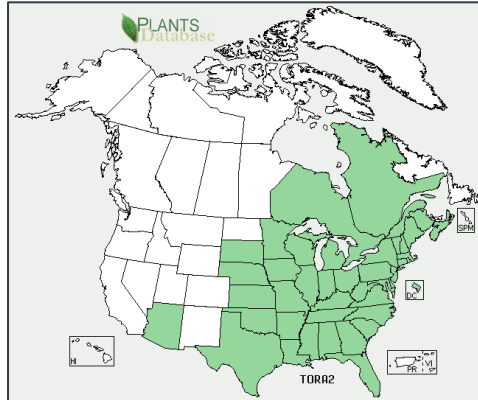 PLANTS
Database
SPM
DC
HI
PR
VI
TORA2